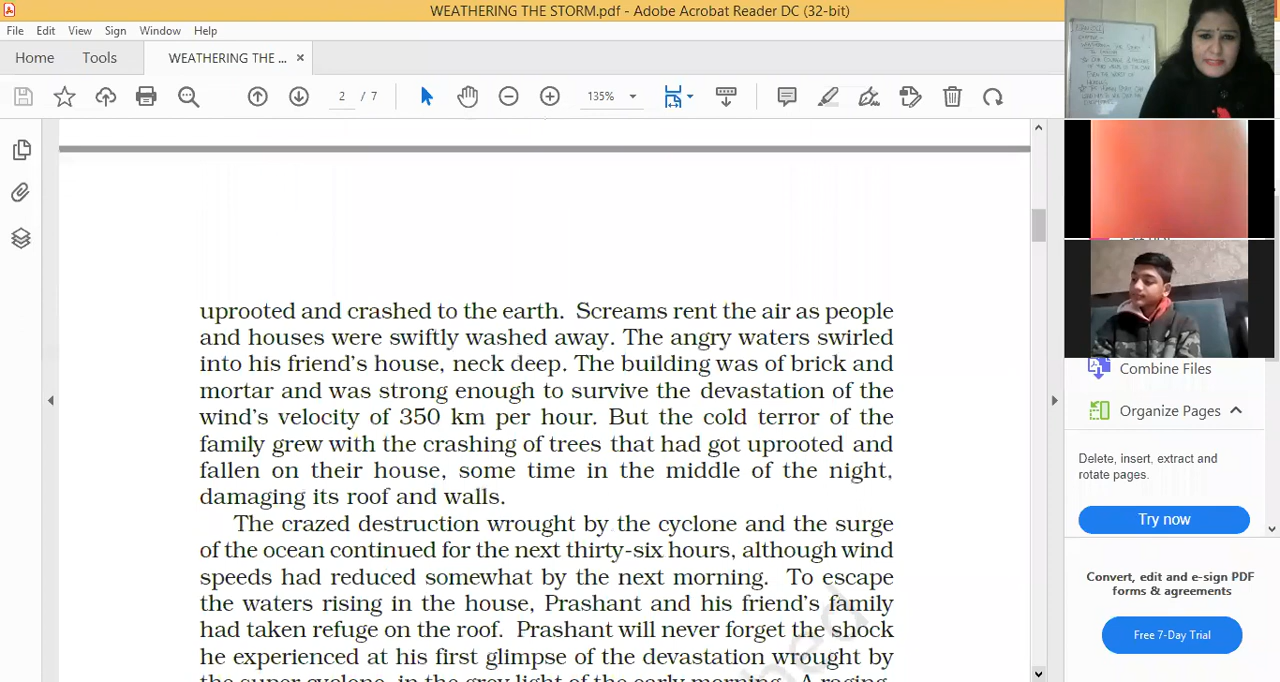 WEATHERING THE STORM.pdf - Adobe Acrobat Reader DC (32-bit)
File Edit View Sign Window Help
Home Tools WEATHERING THE ... ×
2 / 7 135%
uprooted and crashed to the earth. Screams rent the air as people
and houses were swiftly washed away. The angry waters swirled
into his friend's house, neck deep. The building was of brick and
mortar and was strong enough to survive the devastation of the
wind's velocity of 350 km per hour. But the cold terror of the
family grew with the crashing of trees that had got uprooted and
fallen on their house, some time in the middle of the night,
damaging its roof and walls.
The crazed destruction wrought by the cyclone and the surge
of the ocean continued for the next thirty-six hours, although wind
speeds had reduced somewhat by the next morning. To escape
the waters rising in the house, Prashant and his friend's family
had taken refuge on the roof. Prashant will never forget the shock
he experienced at his first glimpse of the devastation wrought by
the super cyclone, in the grey light of the early morning. A raging,
Combine Files
Organize Pages
Delete, insert, extract and
rotate pages.
Try now
Convert, edit and e-sign PDF
forms & agreements
Free 7-Day Trial